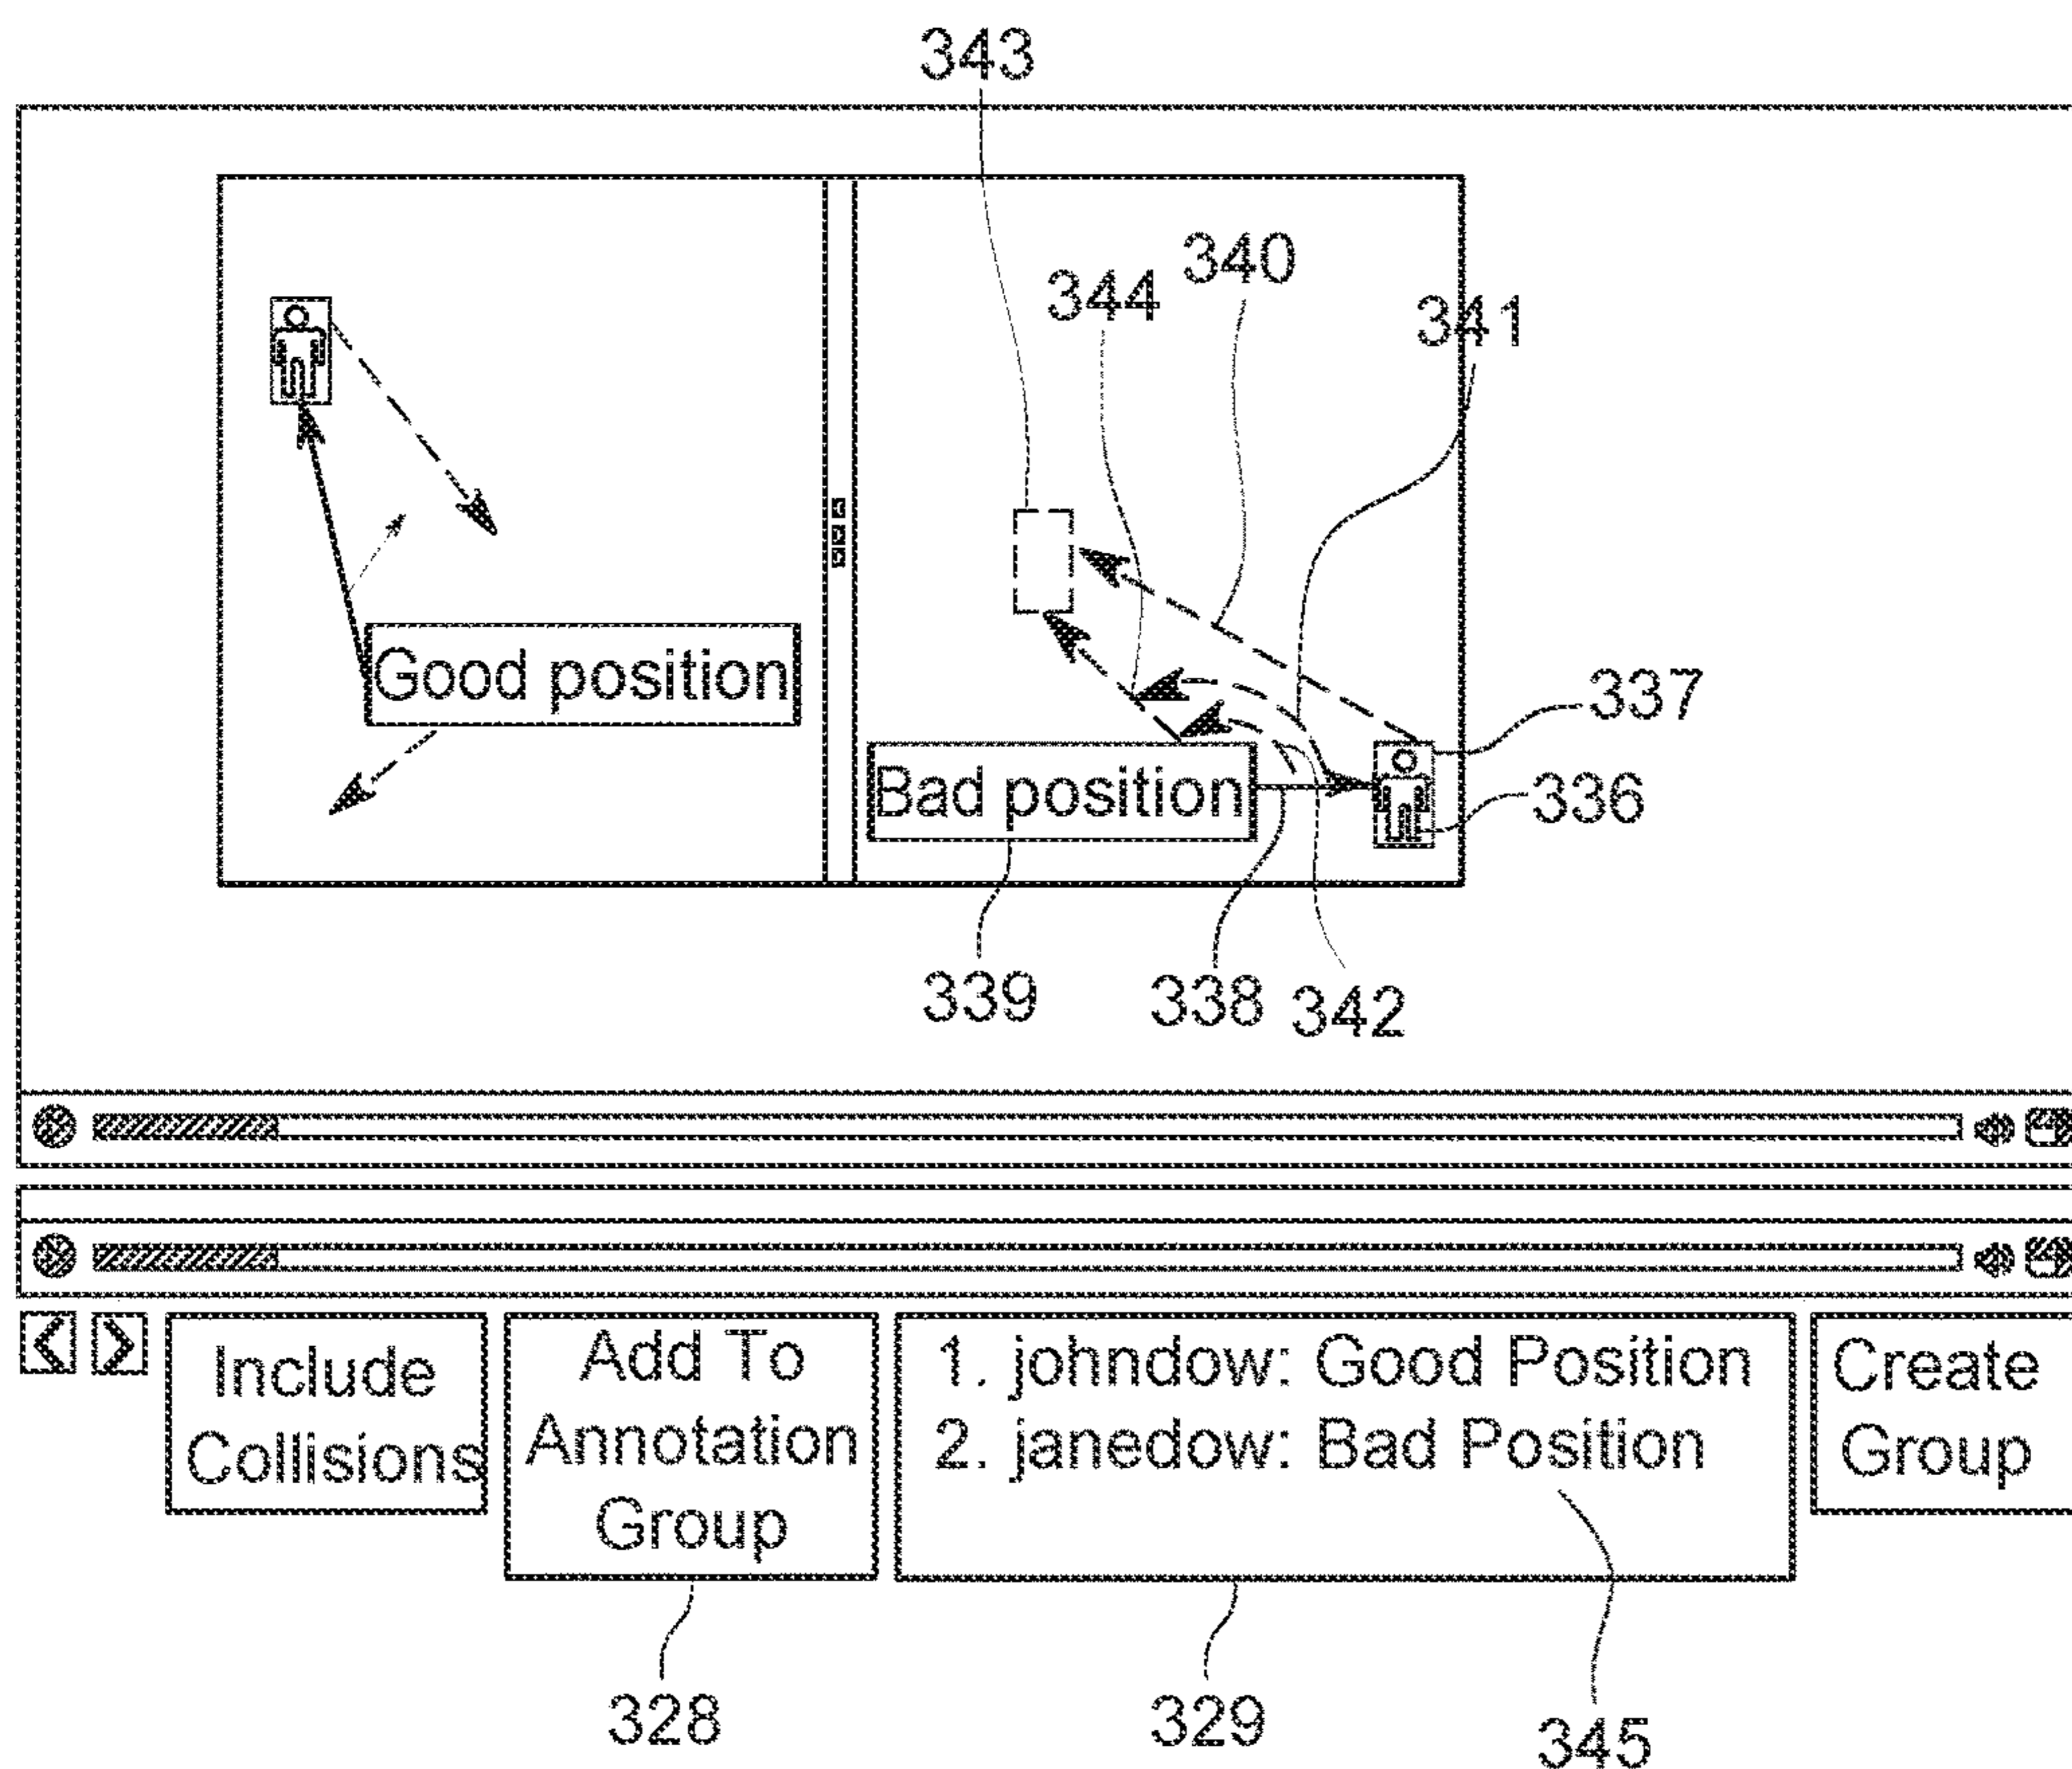 343
340
344
341
Good position
337
Bad position
336
339
338
342
Include
Collisions
Add To
Annotation
Group
1. johndow: Good Position
2. janedow: Bad Position
Create
Group
328
329
345